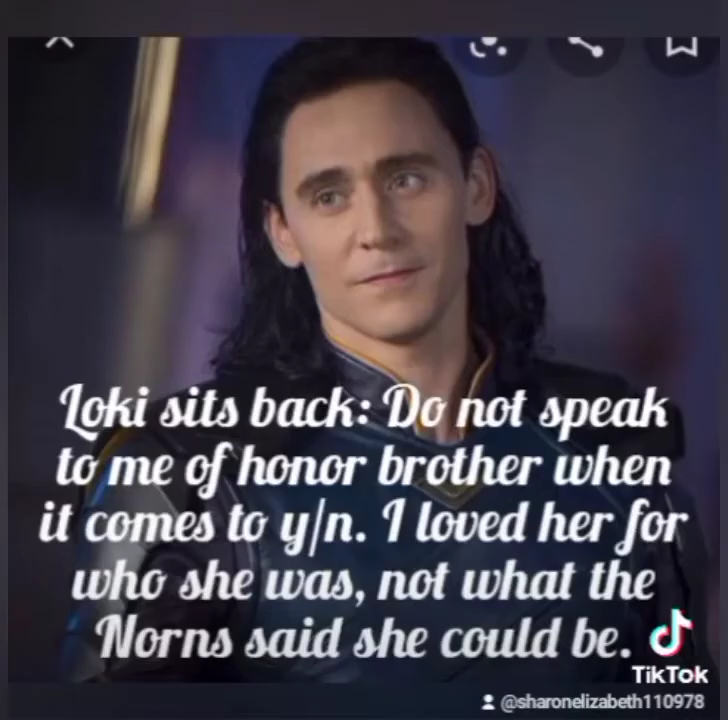 Loki sits back: Do not speak
to me of honor brother when
it comes to y/n. I loved her for
who she was, not what the
Norns said she could be.
TikTok
@sharonelizabeth110978